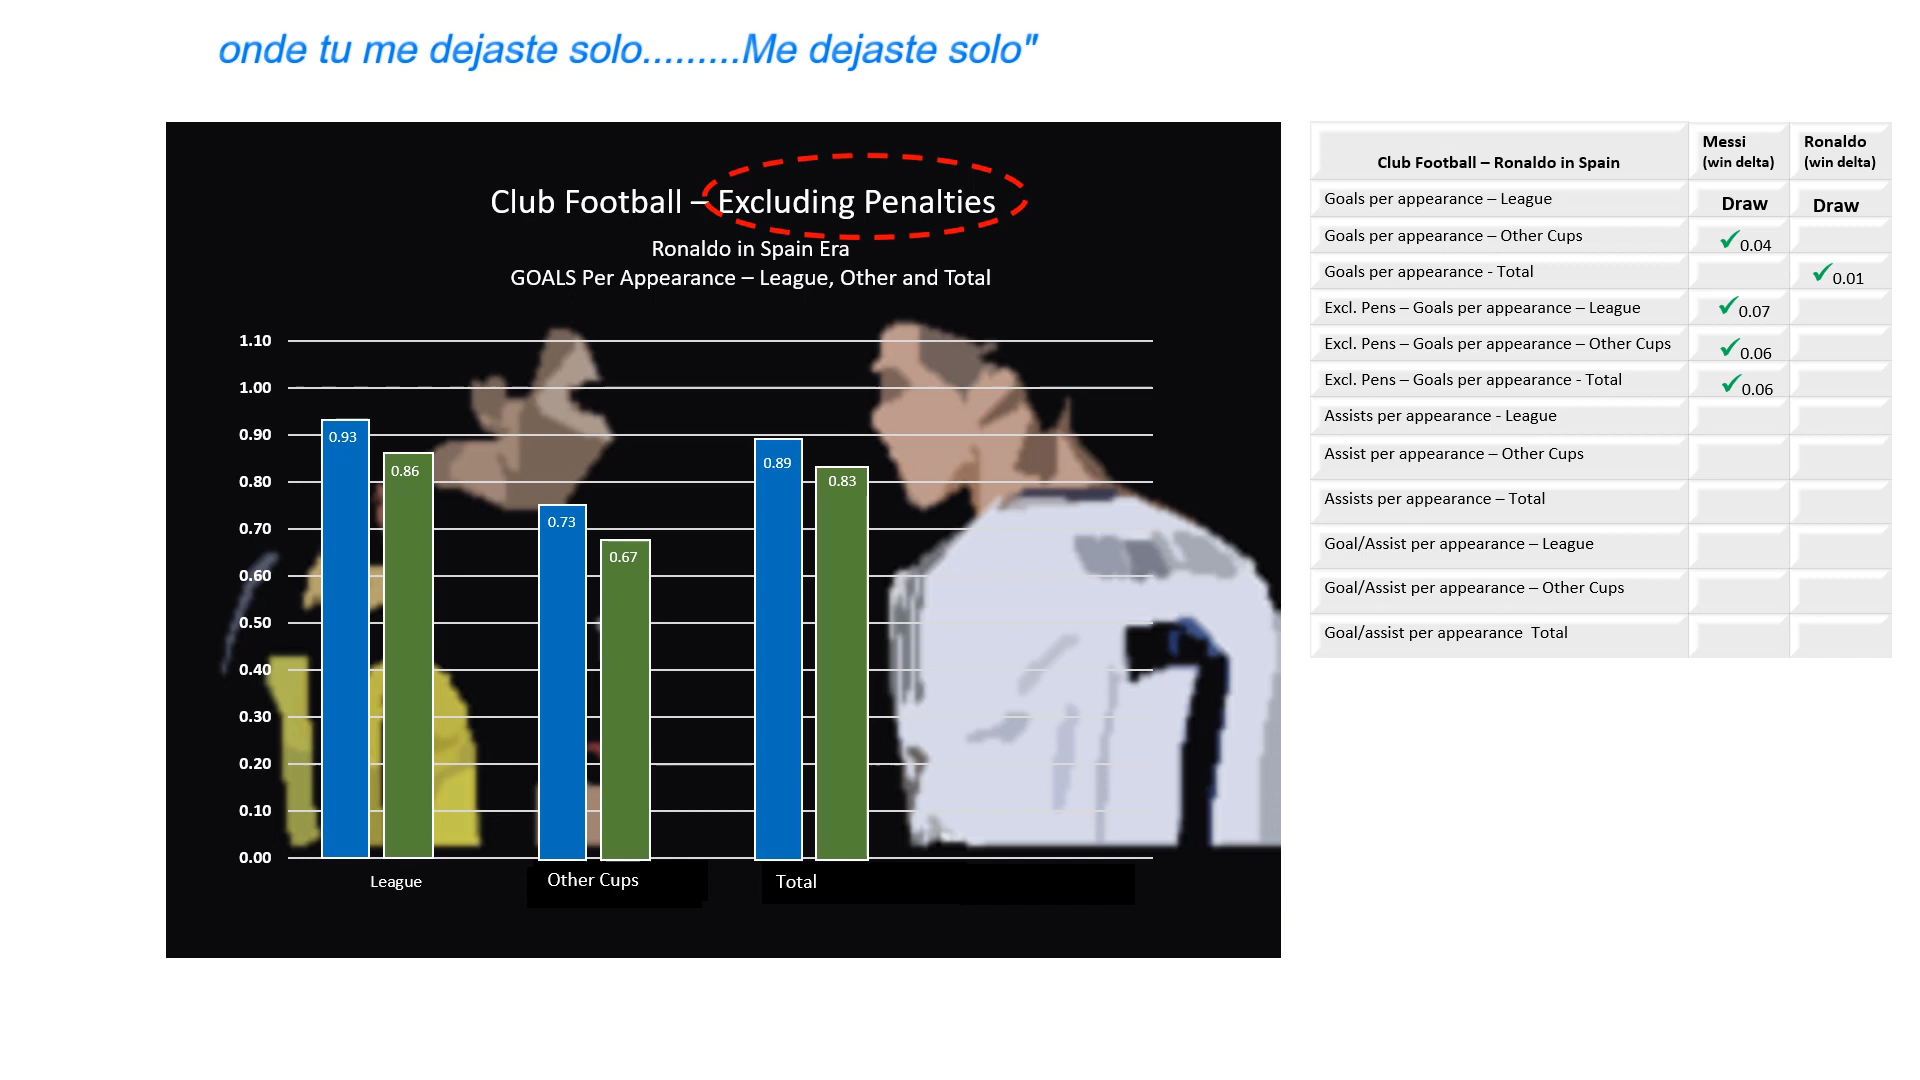 onde tu me dejaste solo.........Me dejaste solo"
Club Football – Excluding Penalties
Ronaldo in Spain Era
GOALS Per Appearance – League, Other and Total
1.10
1.00
0.90
0.80
0.70
0.60
0.50
0.40
0.30
0.20
0.10
0.00
0.93
0.86
0.73
0.67
0.89
0.83
League
Other Cups
Total
Club Football – Ronaldo in Spain
Messi
(win delta)
Ronaldo
(win delta)
Goals per appearance – League
Draw
Draw
Goals per appearance – Other Cups
✓0.04
Goals per appearance - Total
✓0.01
Excl. Pens – Goals per appearance – League
✓0.07
Excl. Pens – Goals per appearance – Other Cups
✓0.06
Excl. Pens – Goals per appearance - Total
✓0.06
Assists per appearance - League
Assist per appearance – Other Cups
Assists per appearance – Total
Goal/Assist per appearance – League
Goal/Assist per appearance – Other Cups
Goal/assist per appearance  Total